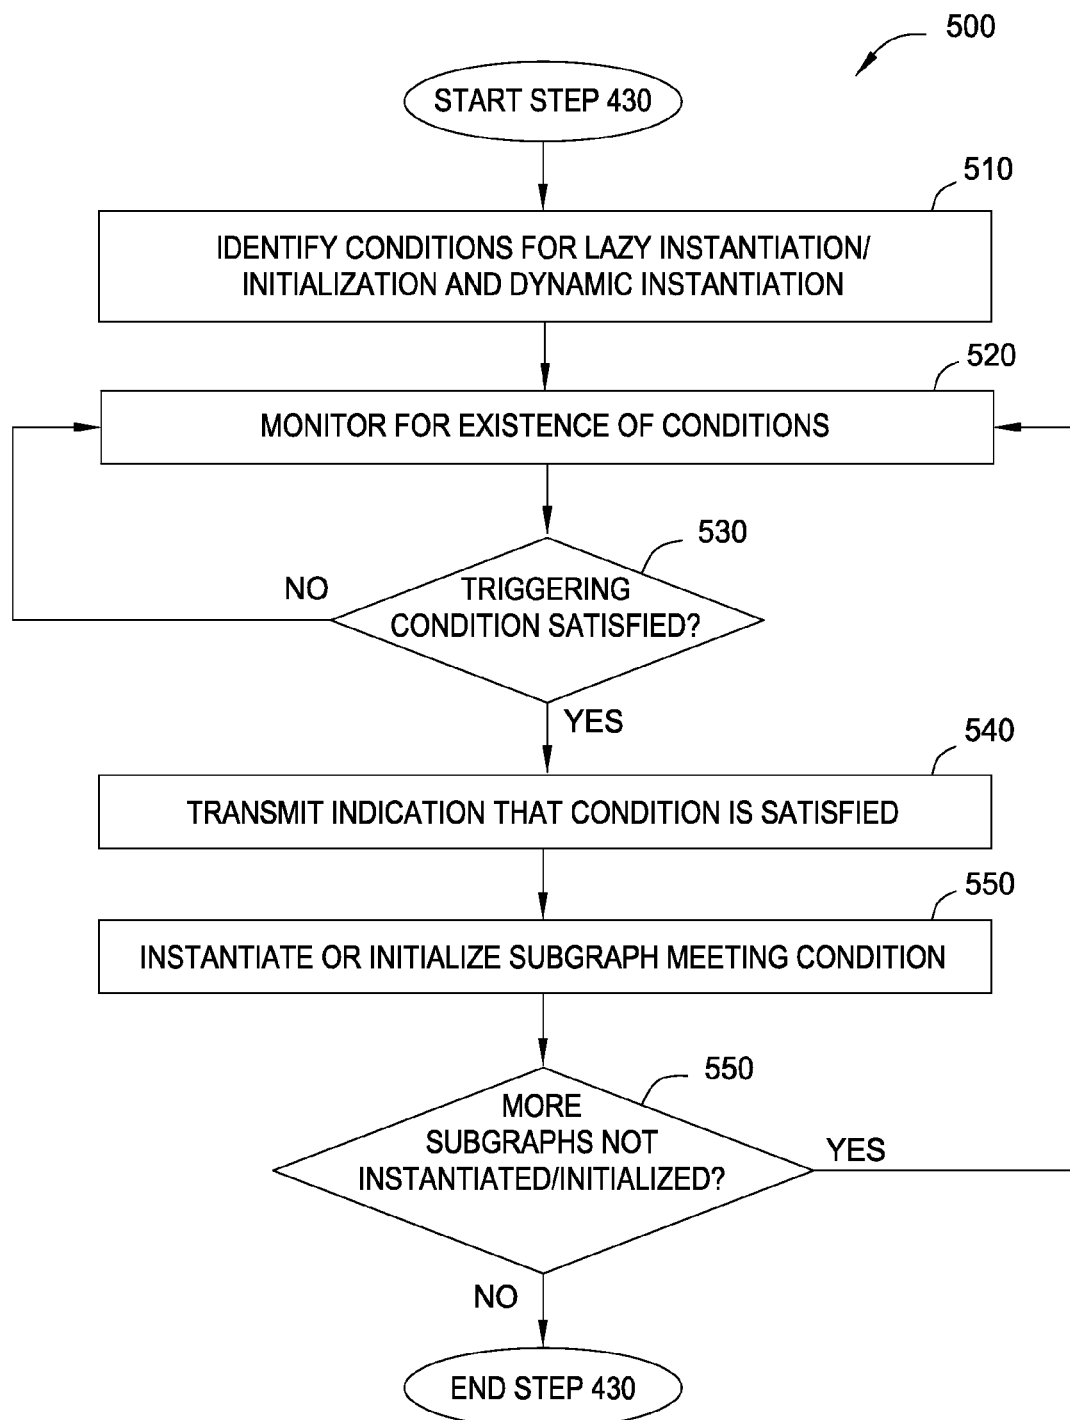 500
START STEP 430
510
IDENTIFY CONDITIONS FOR LAZY INSTANTIATION/
INITIALIZATION AND DYNAMIC INSTANTIATION
520
MONITOR FOR EXISTENCE OF CONDITIONS
530
NO
TRIGGERING
CONDITION SATISFIED?
YES
540
TRANSMIT INDICATION THAT CONDITION IS SATISFIED
550
INSTANTIATE OR INITIALIZE SUBGRAPH MEETING CONDITION
550
MORE
SUBGRAPHS NOT
INSTANTIATED/INITIALIZED?
YES
NO
END STEP 430